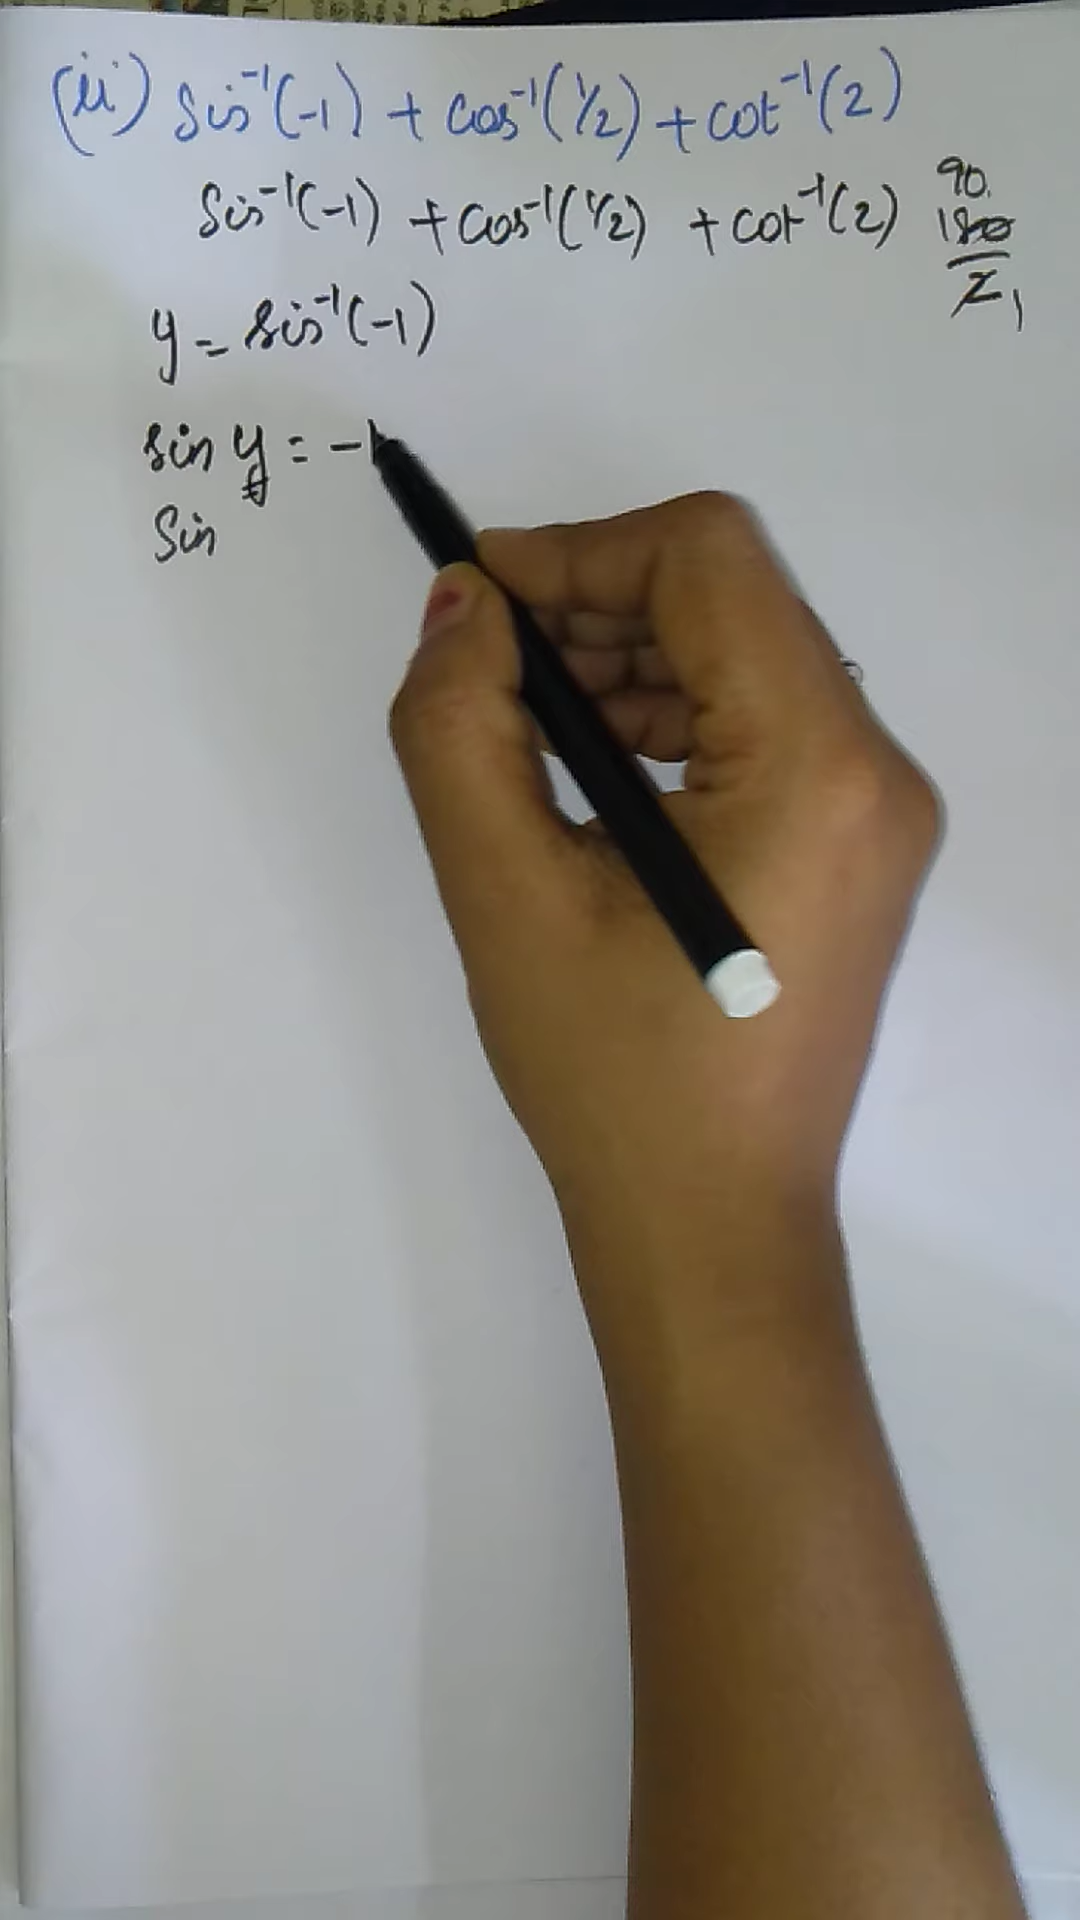 (ii) Sin⁻¹(-1) + Cos⁻¹(1/2) + cot⁻¹(2)
Sin⁻¹(-1) + Cos⁻¹(1/2) + cot⁻¹(2)
90.
180
2 1
y = sin⁻¹(-1)
sin y = -1
Sin